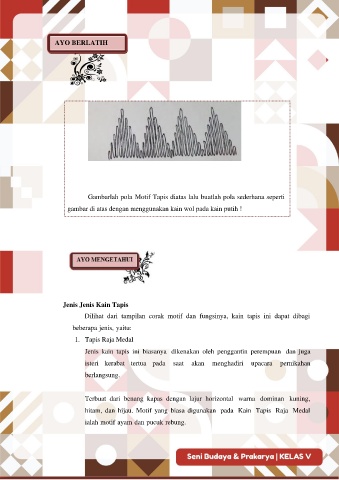 AYO BERLATIH
Gambarlah pola Motif Tapis diatas lalu buatlah pola sederhana seperti
gambar di atas dengan menggunakan kain wol pada kain putih !
AYO MENGETAHUI
Jenis Jenis Kain Tapis
Dilihat dari tampilan corak motif dan fungsinya, kain tapis ini dapat dibagi
beberapa jenis, yaitu:
1. Tapis Raja Medal
Jenis kain tapis ini biasanya dikenakan oleh penggantin perempuan dan juga
isteri kerabat tertua pada saat akan menghadiri upacara pernikahan
berlangsung.
Terbuat dari benang kapas dengan lajur horizontal warna dominan kuning,
hitam, dan hijau. Motif yang biasa digunakan pada Kain Tapis Raja Medal
ialah motif ayam dan pucuk rebung.
Seni Budaya & Prakarya | KELAS V